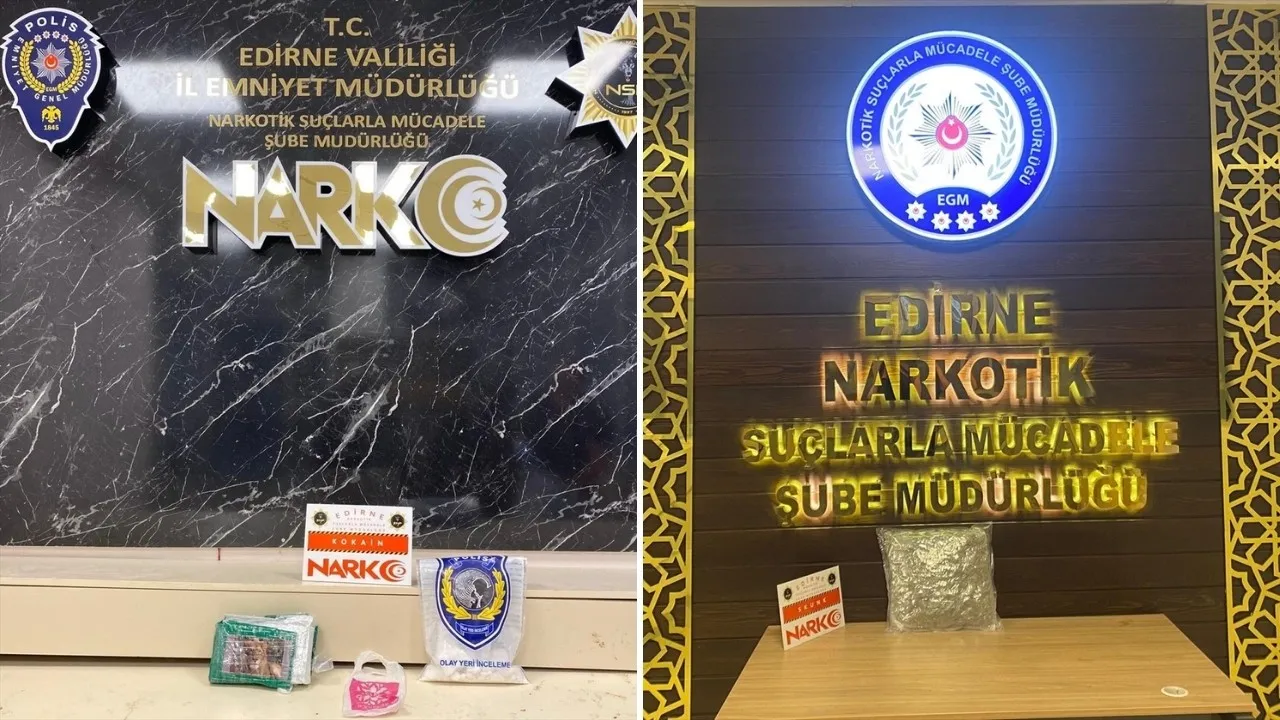 POLİS
EMNİYET GENEL MÜDÜRLÜĞÜ
EGM
1845
T.C.
EDİRNE VALİLİĞİ
İL EMNİYET MÜDÜRLÜĞÜ
NARKOTİK SUÇLARLA MÜCADELE
ŞUBE MÜDÜRLÜĞÜ
NARKO
EDİRNE
KOKAİN
NARKO
OLAY YERİ İNCELEME
NARKOTİK SUÇLARLA MÜCADELE ŞUBE MÜDÜRLÜĞÜ
EGM
EDİRNE
NARKOTİK
SUÇLARLA MÜCADELE
ŞUBE MÜDÜRLÜĞÜ
EDİRNE
SKUNK
NARKO